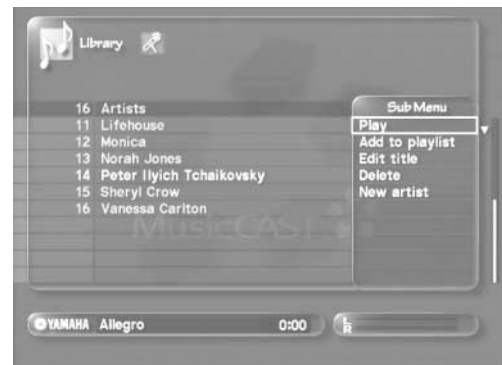 Library
16 Artists
11 Lifehouse
12 Monica
13 Norah Jones
14 Peter Ilyich Tchaikovsky
15 Sheryl Crow
16 Vanessa Carlton
Sub Menu
Play
Add to playlist
Edit title
Delete
New artist
MusicCAST
YAMAHA Allegro 0:00
L
R